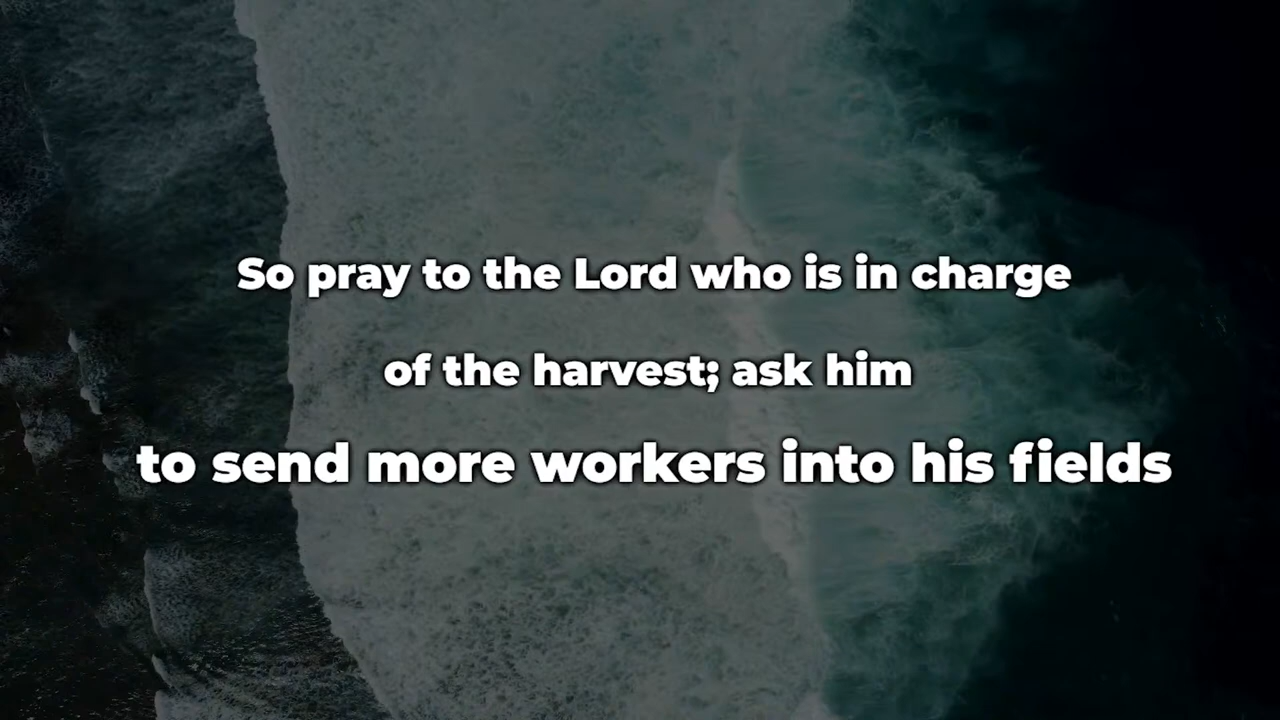 So pray to the Lord who is in charge
of the harvest; ask him
to send more workers into his fields